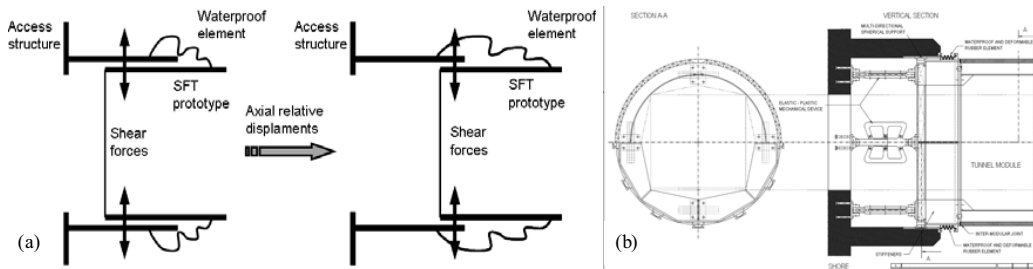 Access
structure
Waterproof
element
SFT
prototype
Shear
forces
(a)
Axial relative
displaments
Access
structure
Waterproof
element
SFT
prototype
Shear
forces
SECTION A-A
VERTICAL SECTION
MULTI-DIRECTIONAL
SPHERICAL SUPPORT
WATERPROOF AND DEFORMABLE
RUBBER ELEMENT
A
ELASTIC - PLASTIC
MECHANICAL DEVICE
TUNNEL MODULE
INTER-MODULAR JOINT
WATERPROOF AND DEFORMABLE
RUBBER ELEMENT
STIFFENERS
A
SHORE
(b)